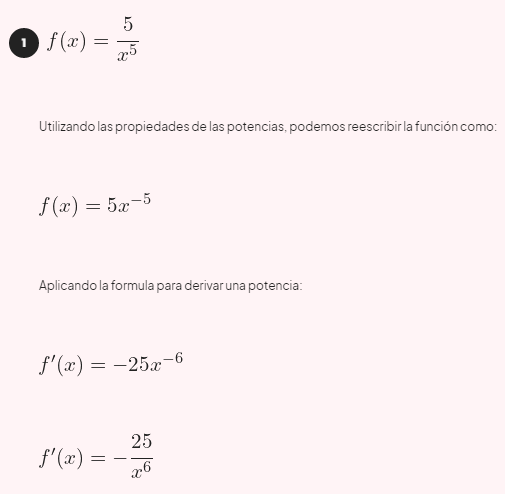 1 f(x) = 5/x^5
Utilizando las propiedades de las potencias, podemos reescribir la función como:
f(x) = 5x^{-5}
Aplicando la formula para derivar una potencia:
f'(x) = -25x^{-6}
f'(x) = -25/x^6